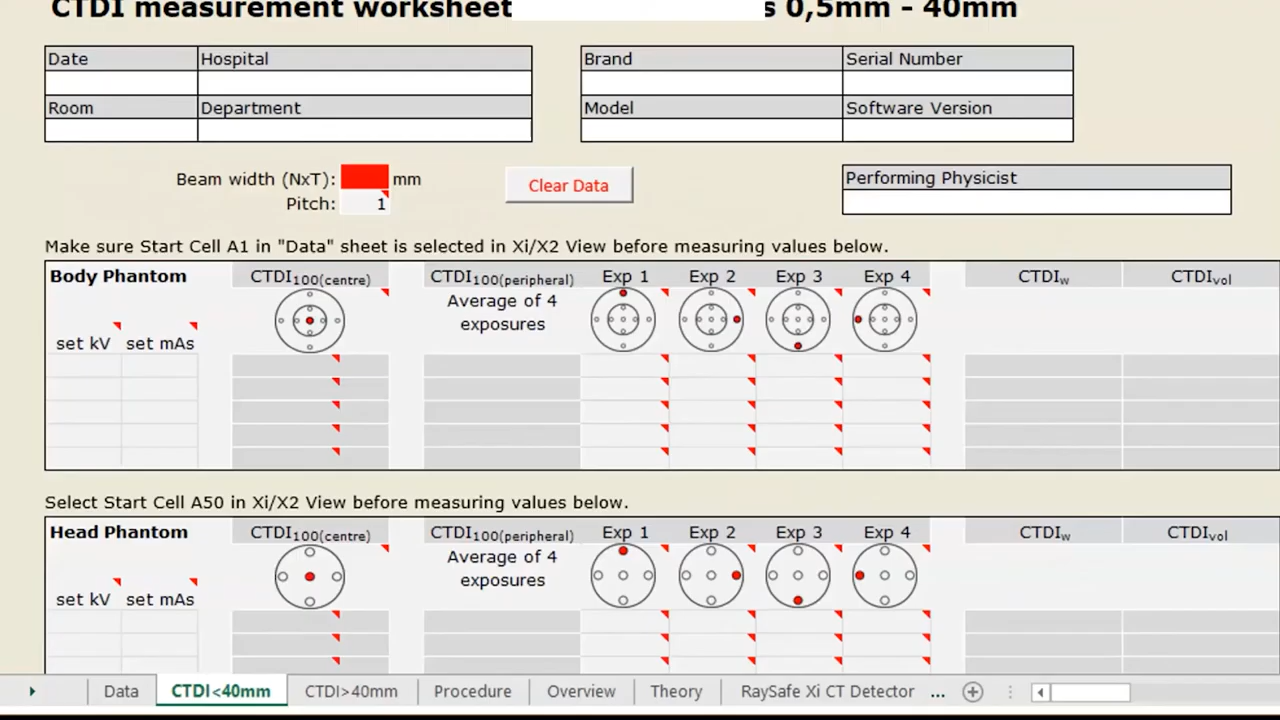 CTDI measurement worksheet s 0,5mm - 40mm
Date Hospital Brand Serial Number
Room Department Model Software Version
Beam width (NxT): mm Clear Data Performing Physicist
Pitch: 1
Make sure Start Cell A1 in "Data" sheet is selected in Xi/X2 View before measuring values below.
Body Phantom CTDI100(centre) CTDI100(peripheral) Exp 1 Exp 2 Exp 3 Exp 4 CTDIw CTDIvol
Average of 4
exposures
set kV set mAs
Select Start Cell A50 in Xi/X2 View before measuring values below.
Head Phantom CTDI100(centre) CTDI100(peripheral) Exp 1 Exp 2 Exp 3 Exp 4 CTDIw CTDIvol
Average of 4
exposures
set kV set mAs
Data CTDI<40mm CTDI>40mm Procedure Overview Theory RaySafe Xi CT Detector ...